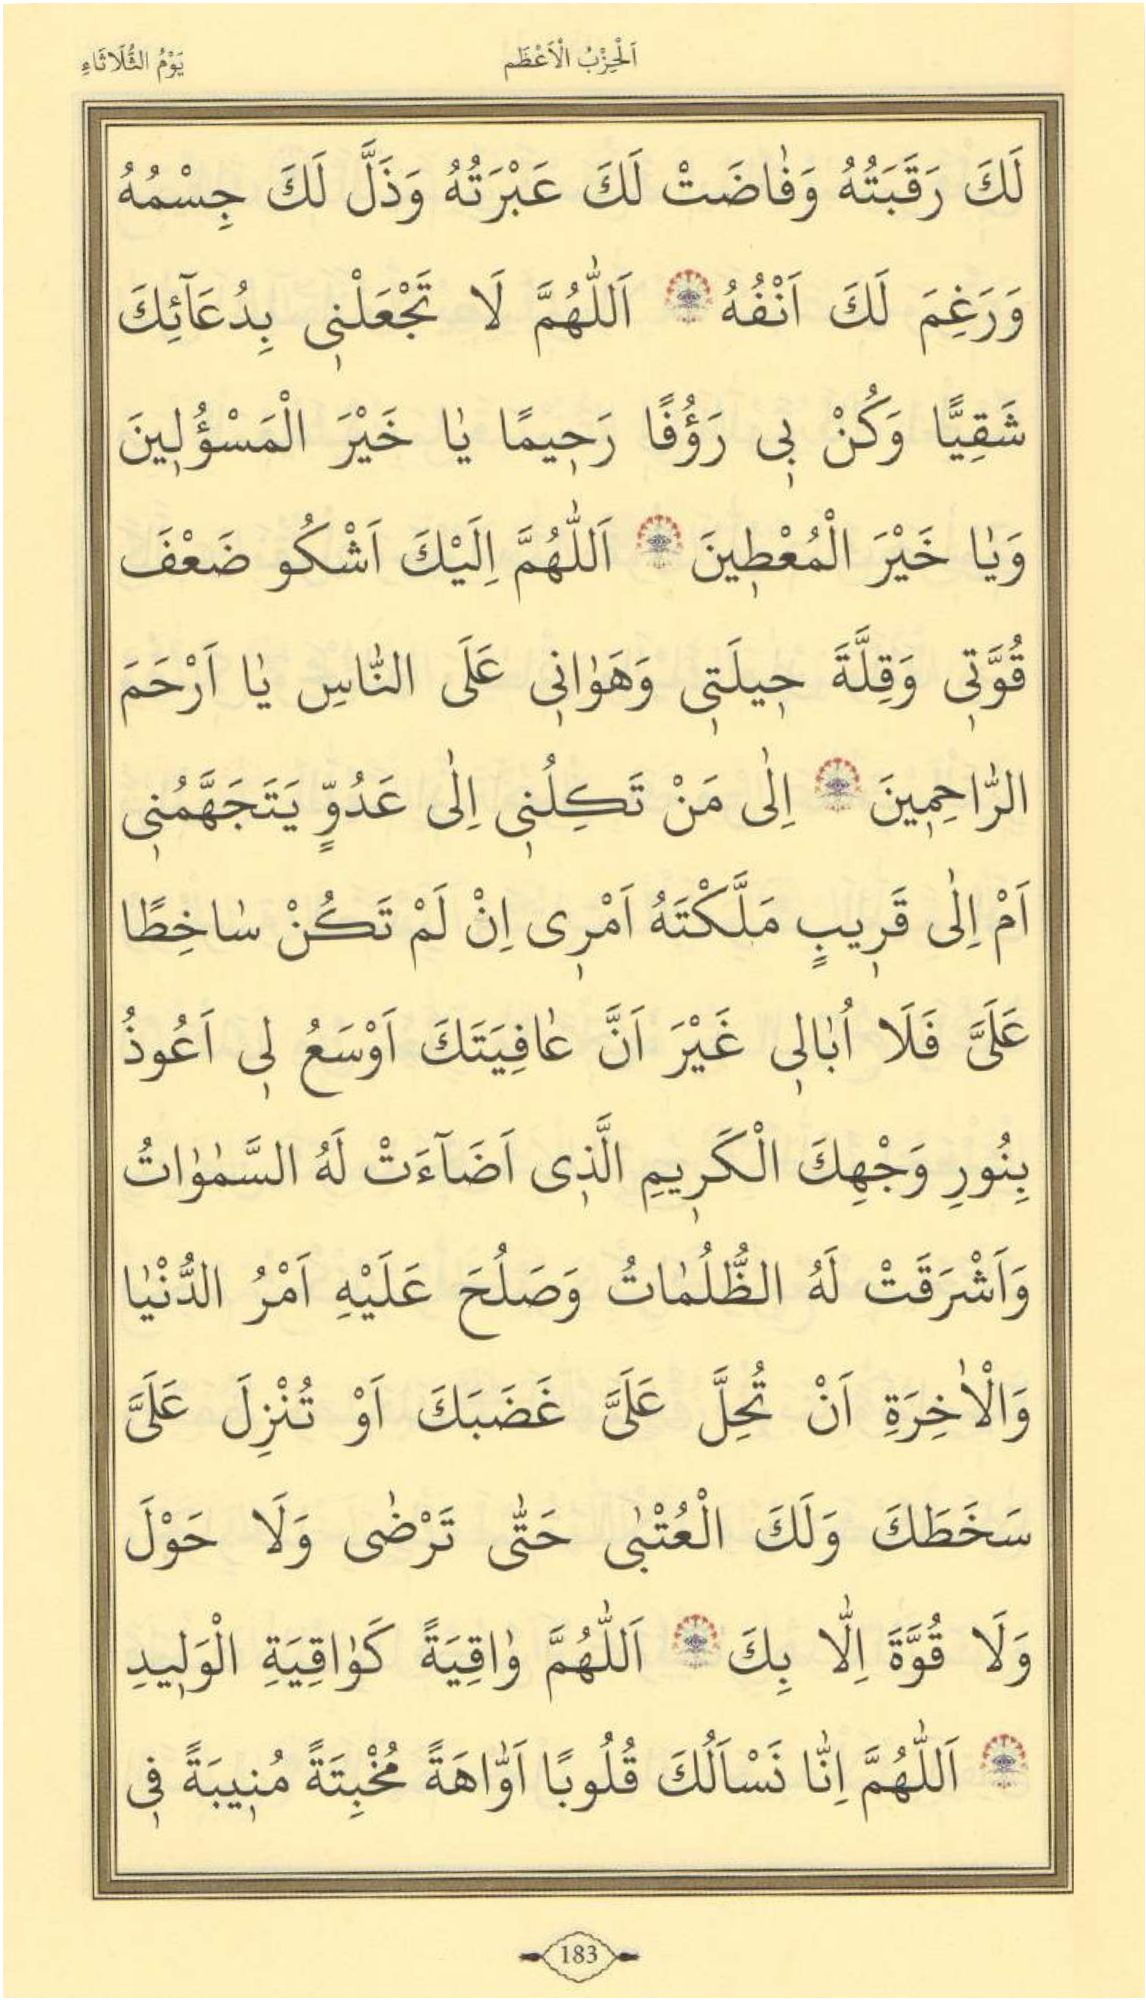 اَلْحِزْبُ الْاَعْظَم
يَوْمُ الثُّلَاثَاءِ
لَكَ رَقَبَتُهُ وَفَاضَتْ لَكَ عَبْرَتُهُ وَذَلَّ لَكَ جِسْمُهُ
وَرَغِمَ لَكَ اَنْفُهُ اَللّٰهُمَّ لَا تَجْعَلْنٖى بِدُعَآئِكَ
شَقِيًّا وَكُنْ بٖى رَؤُفًا رَحٖيمًا يَا خَيْرَ الْمَسْؤُلٖينَ
وَيَا خَيْرَ الْمُعْطٖينَ اَللّٰهُمَّ اِلَيْكَ اَشْكُو ضَعْفَ
قُوَّتٖى وَقِلَّةَ حٖيلَتٖى وَهَوَانٖى عَلَى النَّاسِ يَا اَرْحَمَ
الرَّاحِمٖينَ اِلٰى مَنْ تَكِلُنٖى اِلٰى عَدُوٍّ يَتَجَهَّمُنٖى
اَمْ اِلٰى قَرٖيبٍ مَلَّكْتَهُ اَمْرٖى اِنْ لَمْ تَكُنْ سَاخِطًا
عَلَىَّ فَلَا اُبَالٖى غَيْرَ اَنَّ عَافِيَتَكَ اَوْسَعُ لٖى اَعُوذُ
بِنُورِ وَجْهِكَ الْكَرٖيمِ الَّذٖى اَضَآءَتْ لَهُ السَّمٰوَاتُ
وَاَشْرَقَتْ لَهُ الظُّلُمَاتُ وَصَلُحَ عَلَيْهِ اَمْرُ الدُّنْيَا
وَالْاٰخِرَةِ اَنْ تُحِلَّ عَلَىَّ غَضَبَكَ اَوْ تُنْزِلَ عَلَىَّ
سَخَطَكَ وَلَكَ الْعُتْبٰى حَتّٰى تَرْضٰى وَلَا حَوْلَ
وَلَا قُوَّةَ اِلَّا بِكَ اَللّٰهُمَّ وَاقِيَةً كَوَاقِيَةِ الْوَلٖيدِ
اَللّٰهُمَّ اِنَّا نَسْاَلُكَ قُلُوبًا اَوَّاهَةً مُخْبِتَةً مُنٖيبَةً فٖى
183